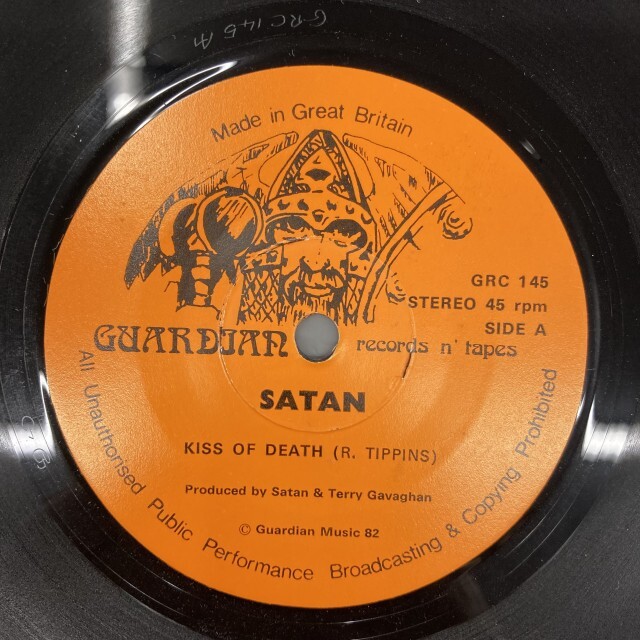 GRC 145 A
Made in Great Britain
GRC 145
STEREO 45 rpm
SIDE A
GUARDIAN records n' tapes
SATAN
KISS OF DEATH (R. TIPPINS)
Produced by Satan & Terry Gavaghan
© Guardian Music 82
All Unauthorised Public Performance Broadcasting & Copying Prohibited